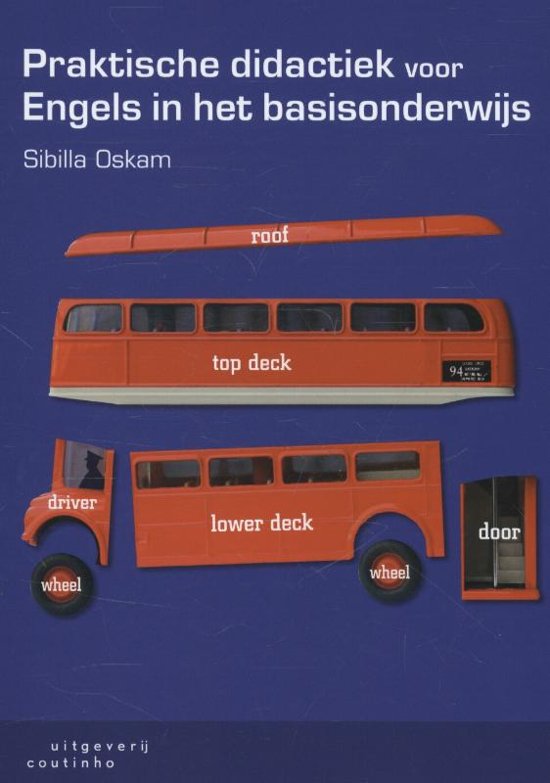 Praktische didactiek voor
Engels in het basisonderwijs
Sibilla Oskam
roof
top deck
94
driver
lower deck
door
wheel
wheel
uitgeverij
coutinho